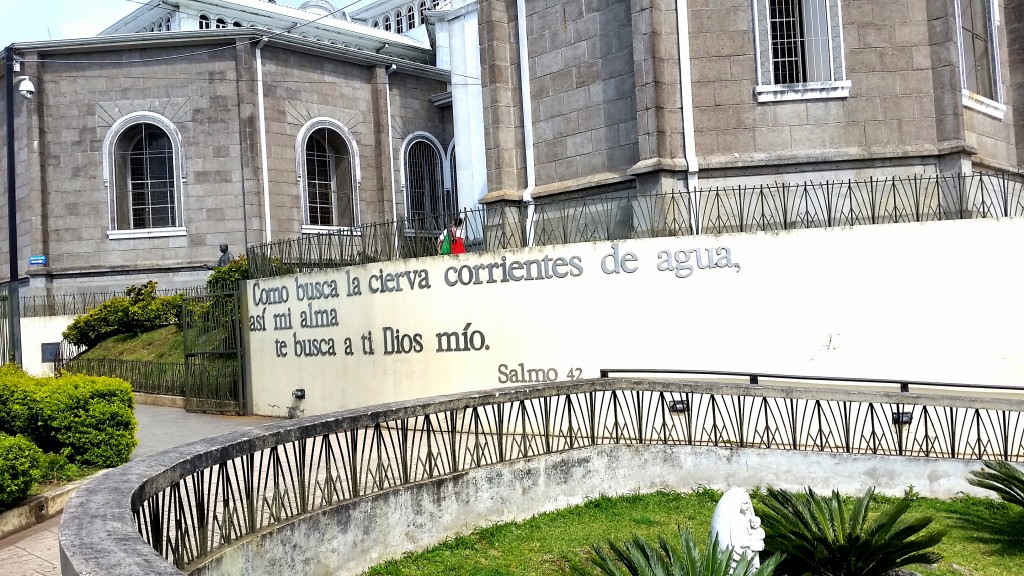 Como busca la cierva corrientes de agua,
así mi alma
te busca a ti Dios mío.
Salmo 42